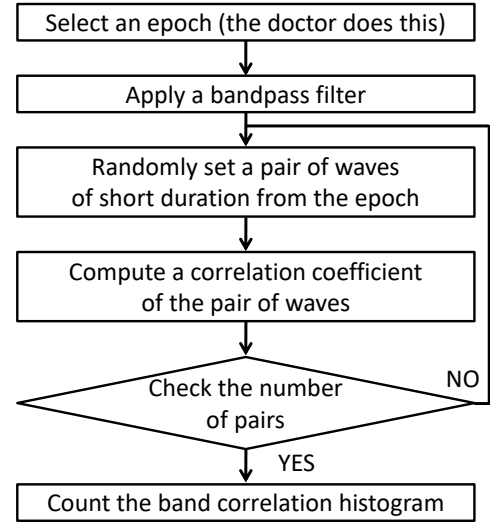 Select an epoch (the doctor does this)
Apply a bandpass filter
Randomly set a pair of waves
of short duration from the epoch
Compute a correlation coefficient
of the pair of waves
Check the number
of pairs
NO
YES
Count the band correlation histogram